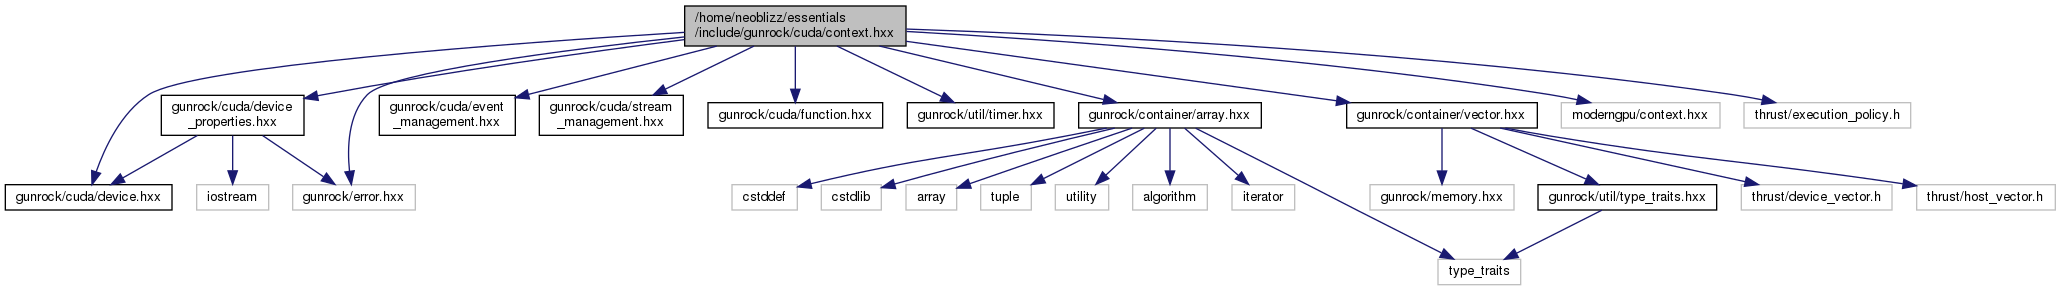 /home/neoblizz/essentials
/include/gunrock/cuda/context.hxx
gunrock/cuda/device
_properties.hxx
gunrock/cuda/event
_management.hxx
gunrock/cuda/stream
_management.hxx
gunrock/cuda/function.hxx
gunrock/util/timer.hxx
gunrock/container/array.hxx
gunrock/container/vector.hxx
moderngpu/context.hxx
thrust/execution_policy.h
gunrock/cuda/device.hxx
iostream
gunrock/error.hxx
cstddef
cstdlib
array
tuple
utility
algorithm
iterator
gunrock/memory.hxx
gunrock/util/type_traits.hxx
thrust/device_vector.h
thrust/host_vector.h
type_traits